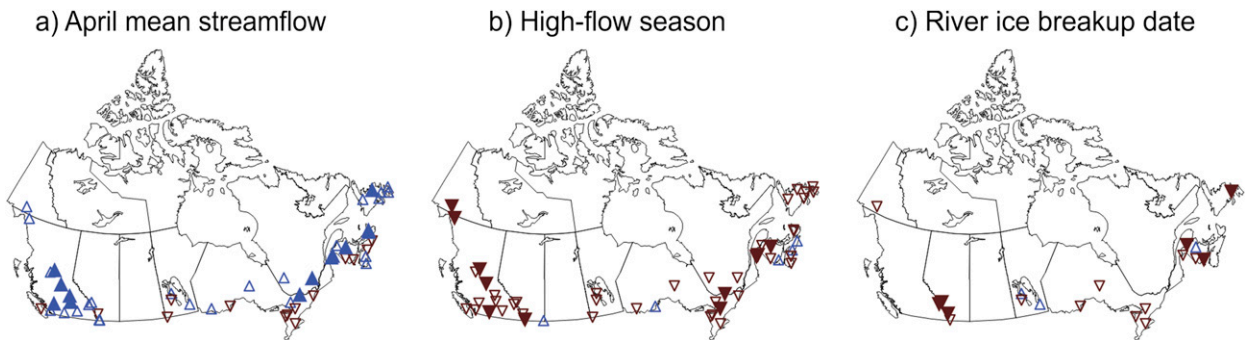 a) April mean streamflow
b) High-flow season
c) River ice breakup date